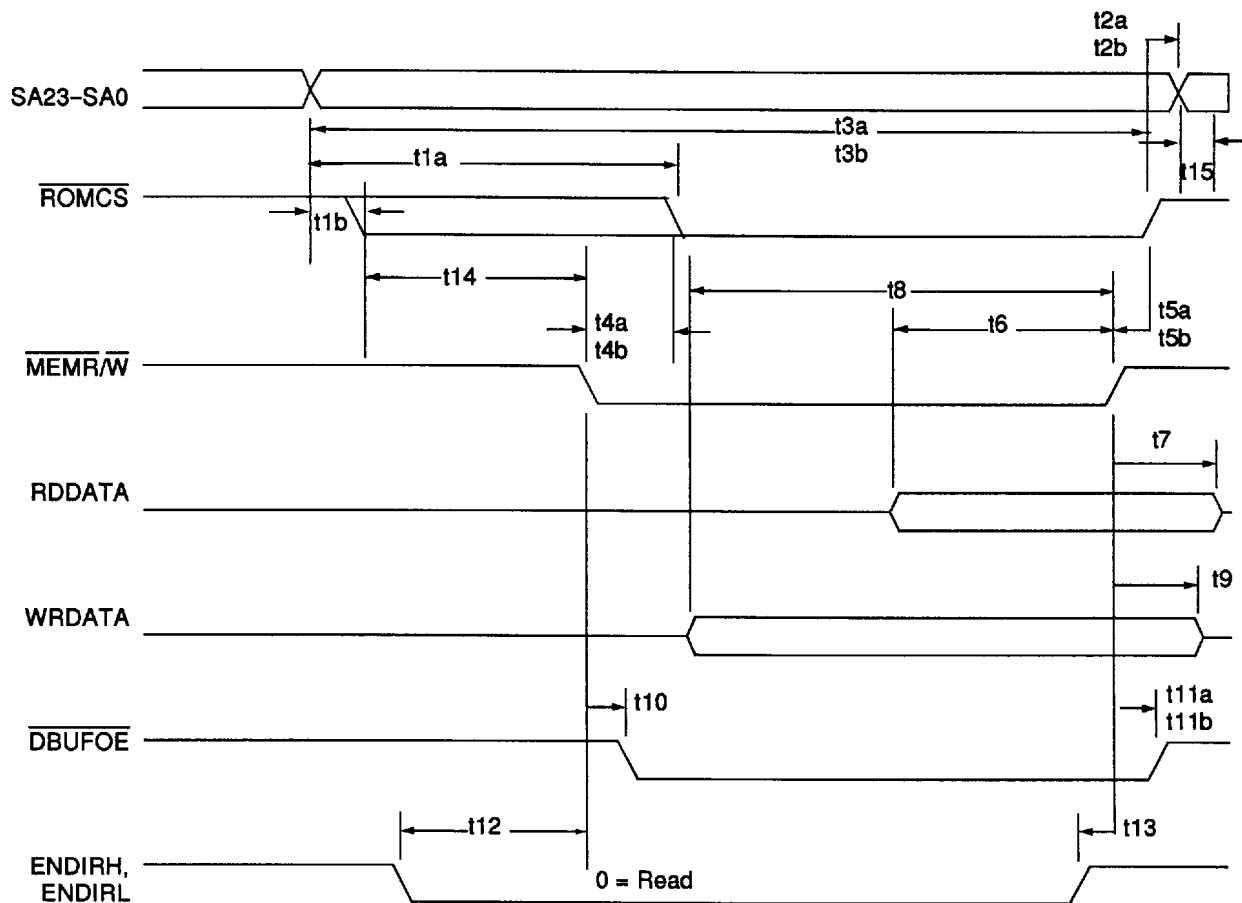 t2a
t2b
SA23–SA0
t3a
t3b
t1a
t15
ROMCS
t1b
t14
t8
t4a
t4b
t6
t5a
t5b
MEMR/W
t7
RDDATA
t9
WRDATA
t10
t11a
t11b
DBUFOE
t12
t13
ENDIRH,
ENDIRL
0 = Read